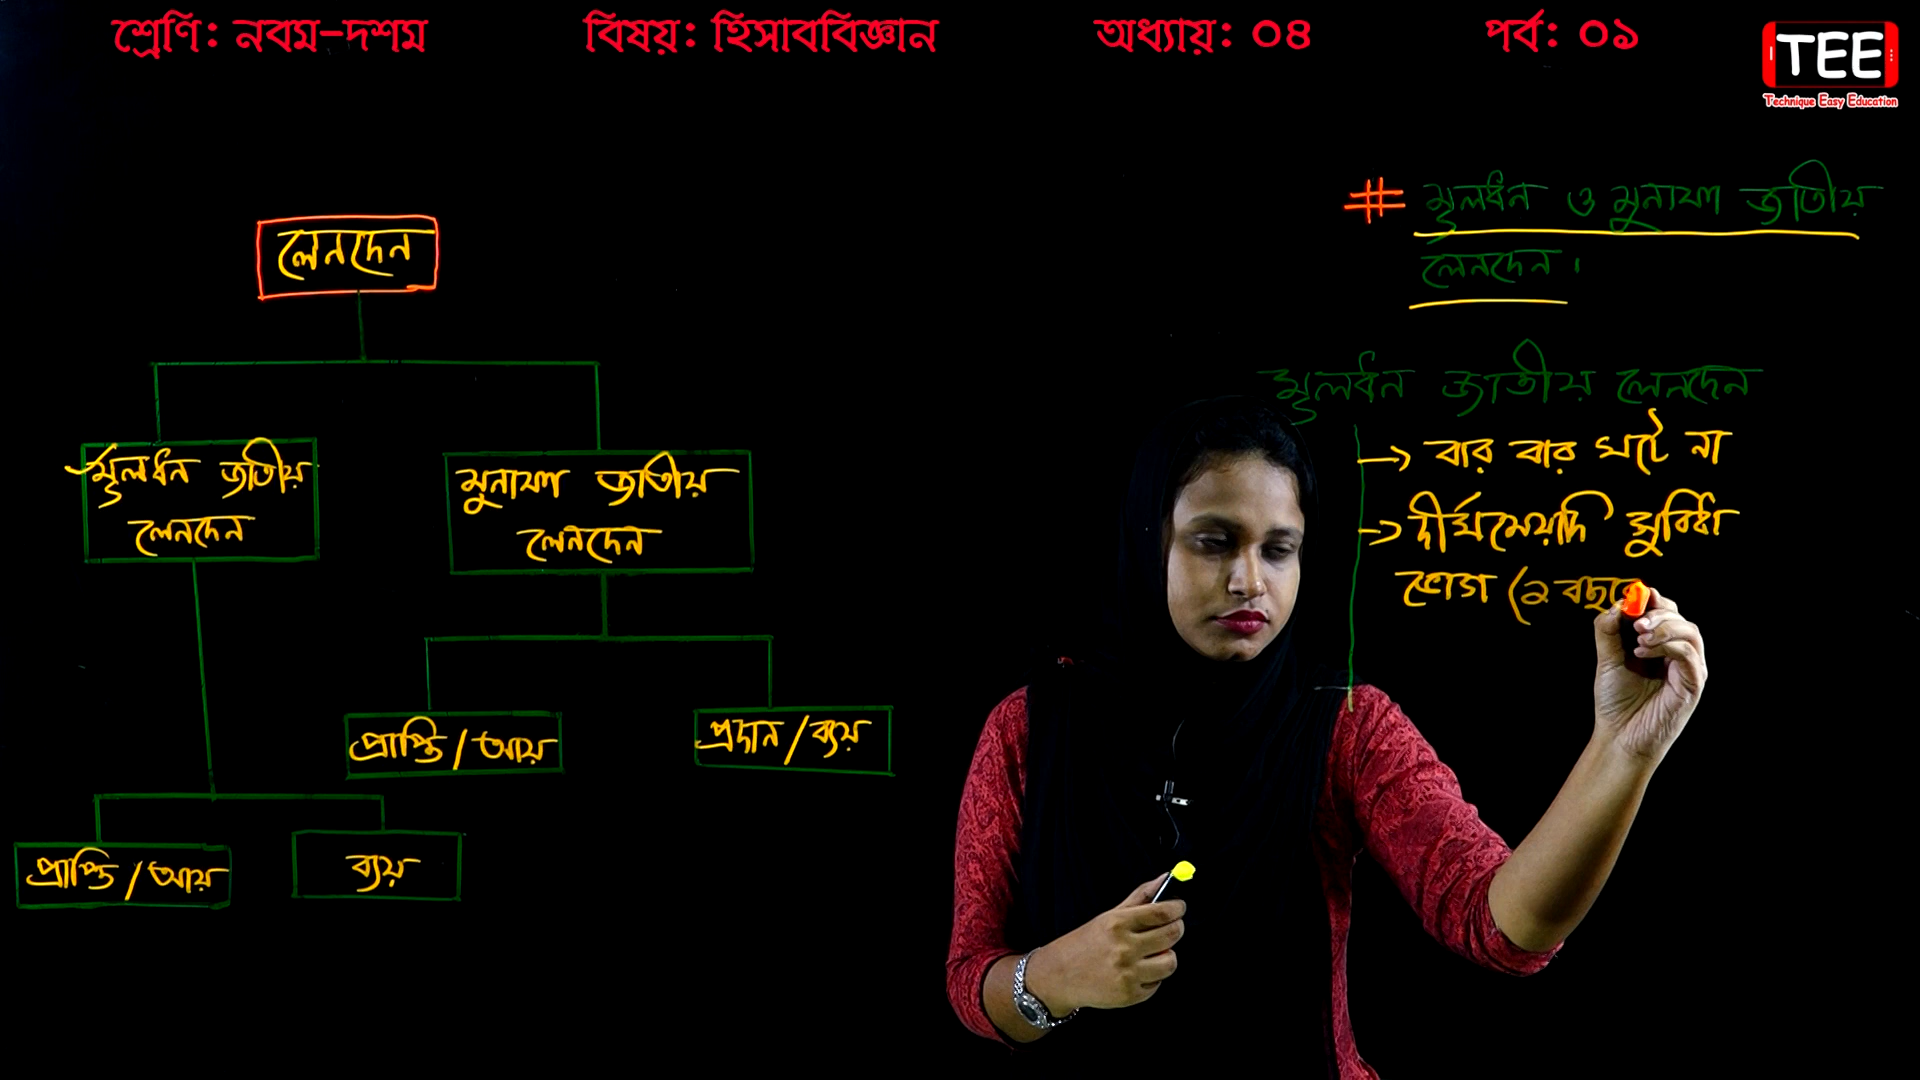 শ্রেণি: নবম-দশম
বিষয়: হিসাববিজ্ঞান
অধ্যায়: ০৪
পর্ব: ০১
TEE
Technique Easy Education
# মূলধন ও মুনাফা জাতীয়
লেনদেন।
লেনদেন
মূলধন জাতীয়
লেনদেন
মুনাফা জাতীয়
লেনদেন
প্রাপ্তি/আয়
প্রদান/ব্যয়
প্রাপ্তি/আয়
ব্যয়
মূলধন জাতীয় লেনদেন
→ বার বার ঘটে না
→ দীর্ঘমেয়াদি সুবিধা
ভোগ (১ বছরে